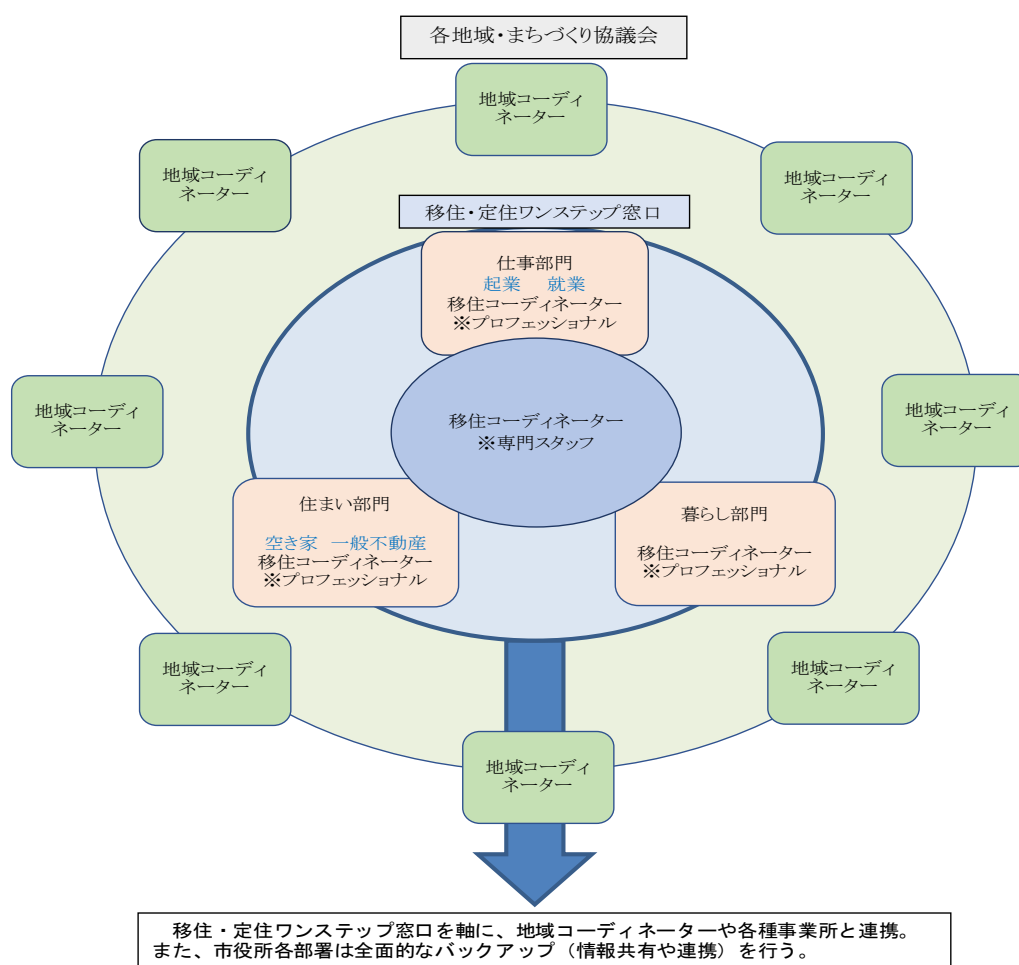 各地域・まちづくり協議会
地域コーディ
ネーター
地域コーディ
ネーター
地域コーディ
ネーター
移住・定住ワンステップ窓口
仕事部門
起業 就業
移住コーディネーター
※プロフェッショナル
地域コーディ
ネーター
移住コーディネーター
※専門スタッフ
地域コーディ
ネーター
住まい部門
空き家 一般不動産
移住コーディネーター
※プロフェッショナル
暮らし部門
移住コーディネーター
※プロフェッショナル
地域コーディ
ネーター
地域コーディ
ネーター
地域コーディ
ネーター
移住・定住ワンステップ窓口を軸に、地域コーディネーターや各種事業所と連携。
また、市役所各部署は全面的なバックアップ（情報共有や連携）を行う。